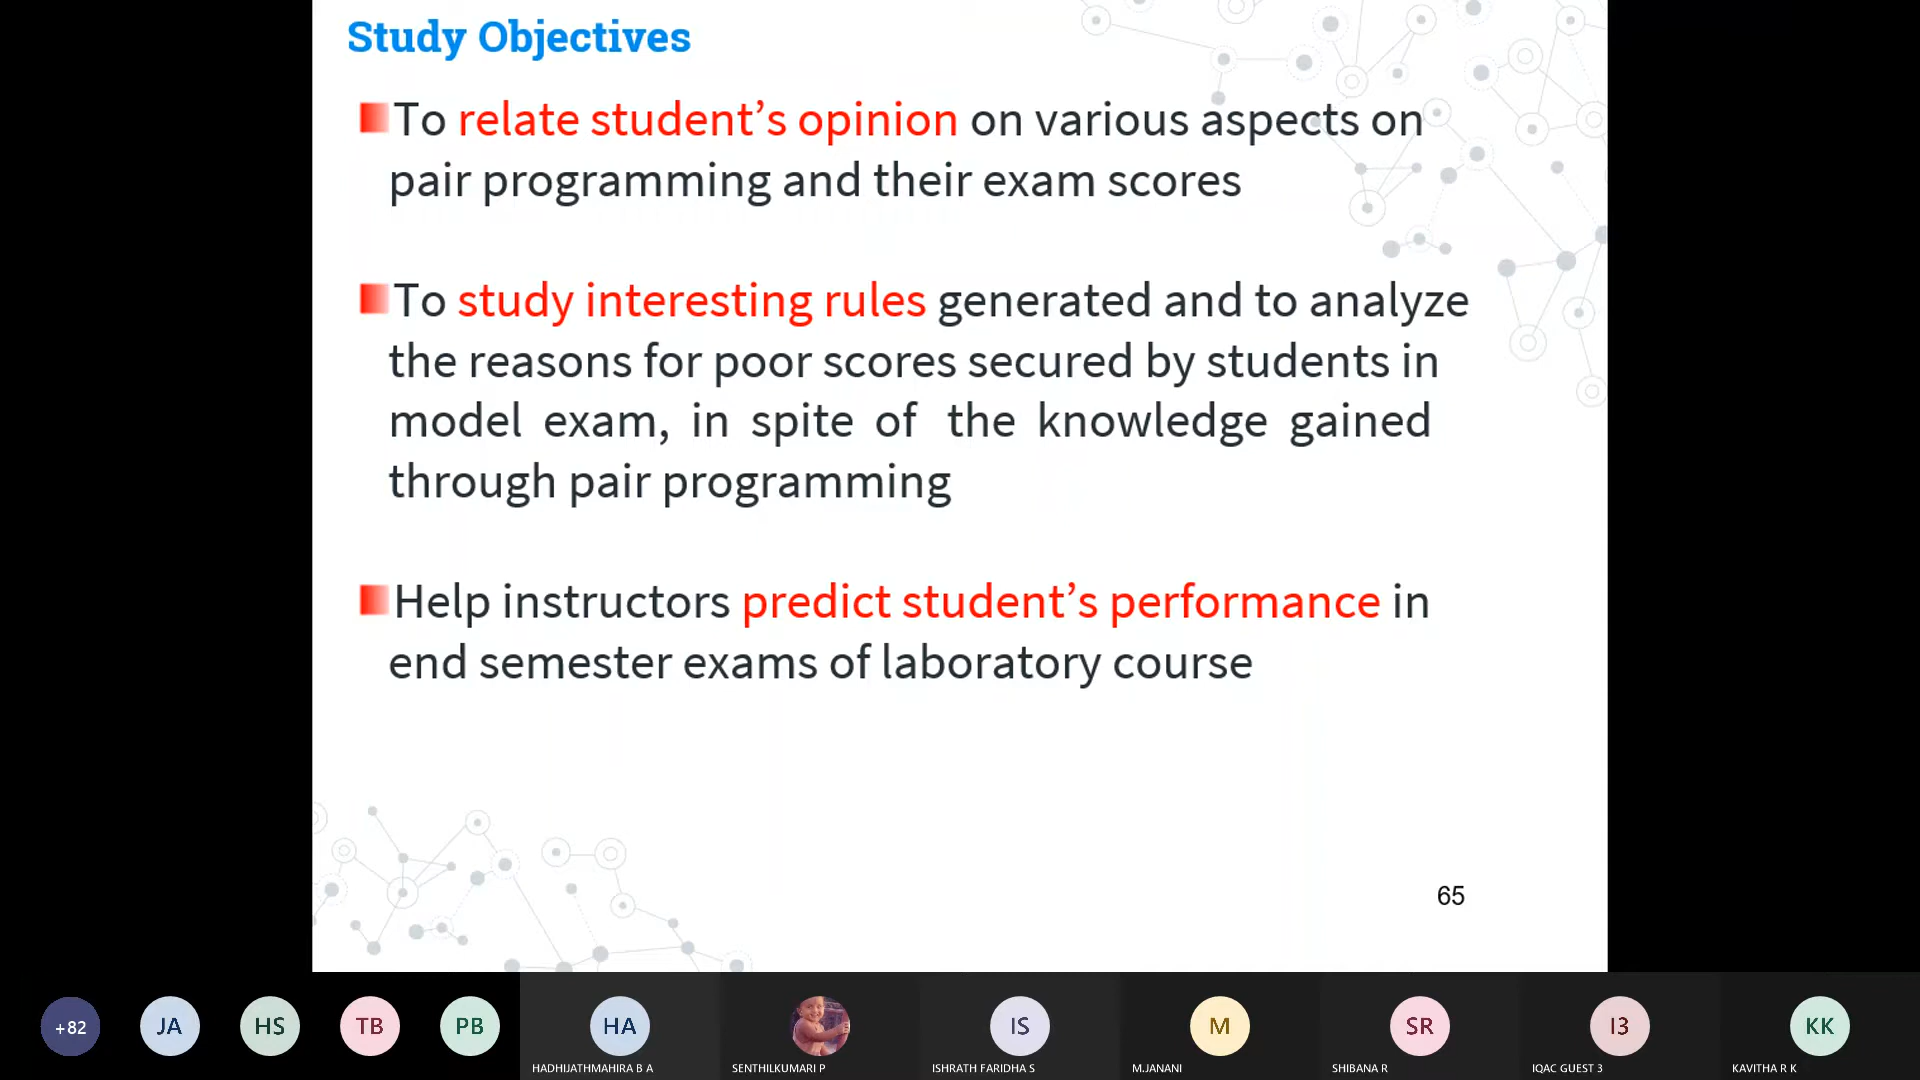 Study Objectives
To relate student's opinion on various aspects on
pair programming and their exam scores
To study interesting rules generated and to analyze
the reasons for poor scores secured by students in
model exam, in spite of the knowledge gained
through pair programming
Help instructors predict student's performance in
end semester exams of laboratory course
65
+82
JA
HS
TB
PB
HA
IS
M
SR
I3
KK
HADHIJATHMAHIRA B A
SENTHILKUMARI P
ISHRATH FARIDHA S
M.JANANI
SHIBANA R
IQAC GUEST 3
KAVITHA R K